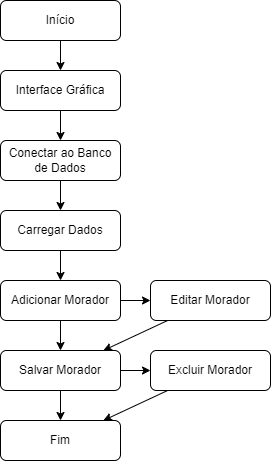 Início
Interface Gráfica
Conectar ao Banco
de Dados
Carregar Dados
Adicionar Morador
Editar Morador
Salvar Morador
Excluir Morador
Fim